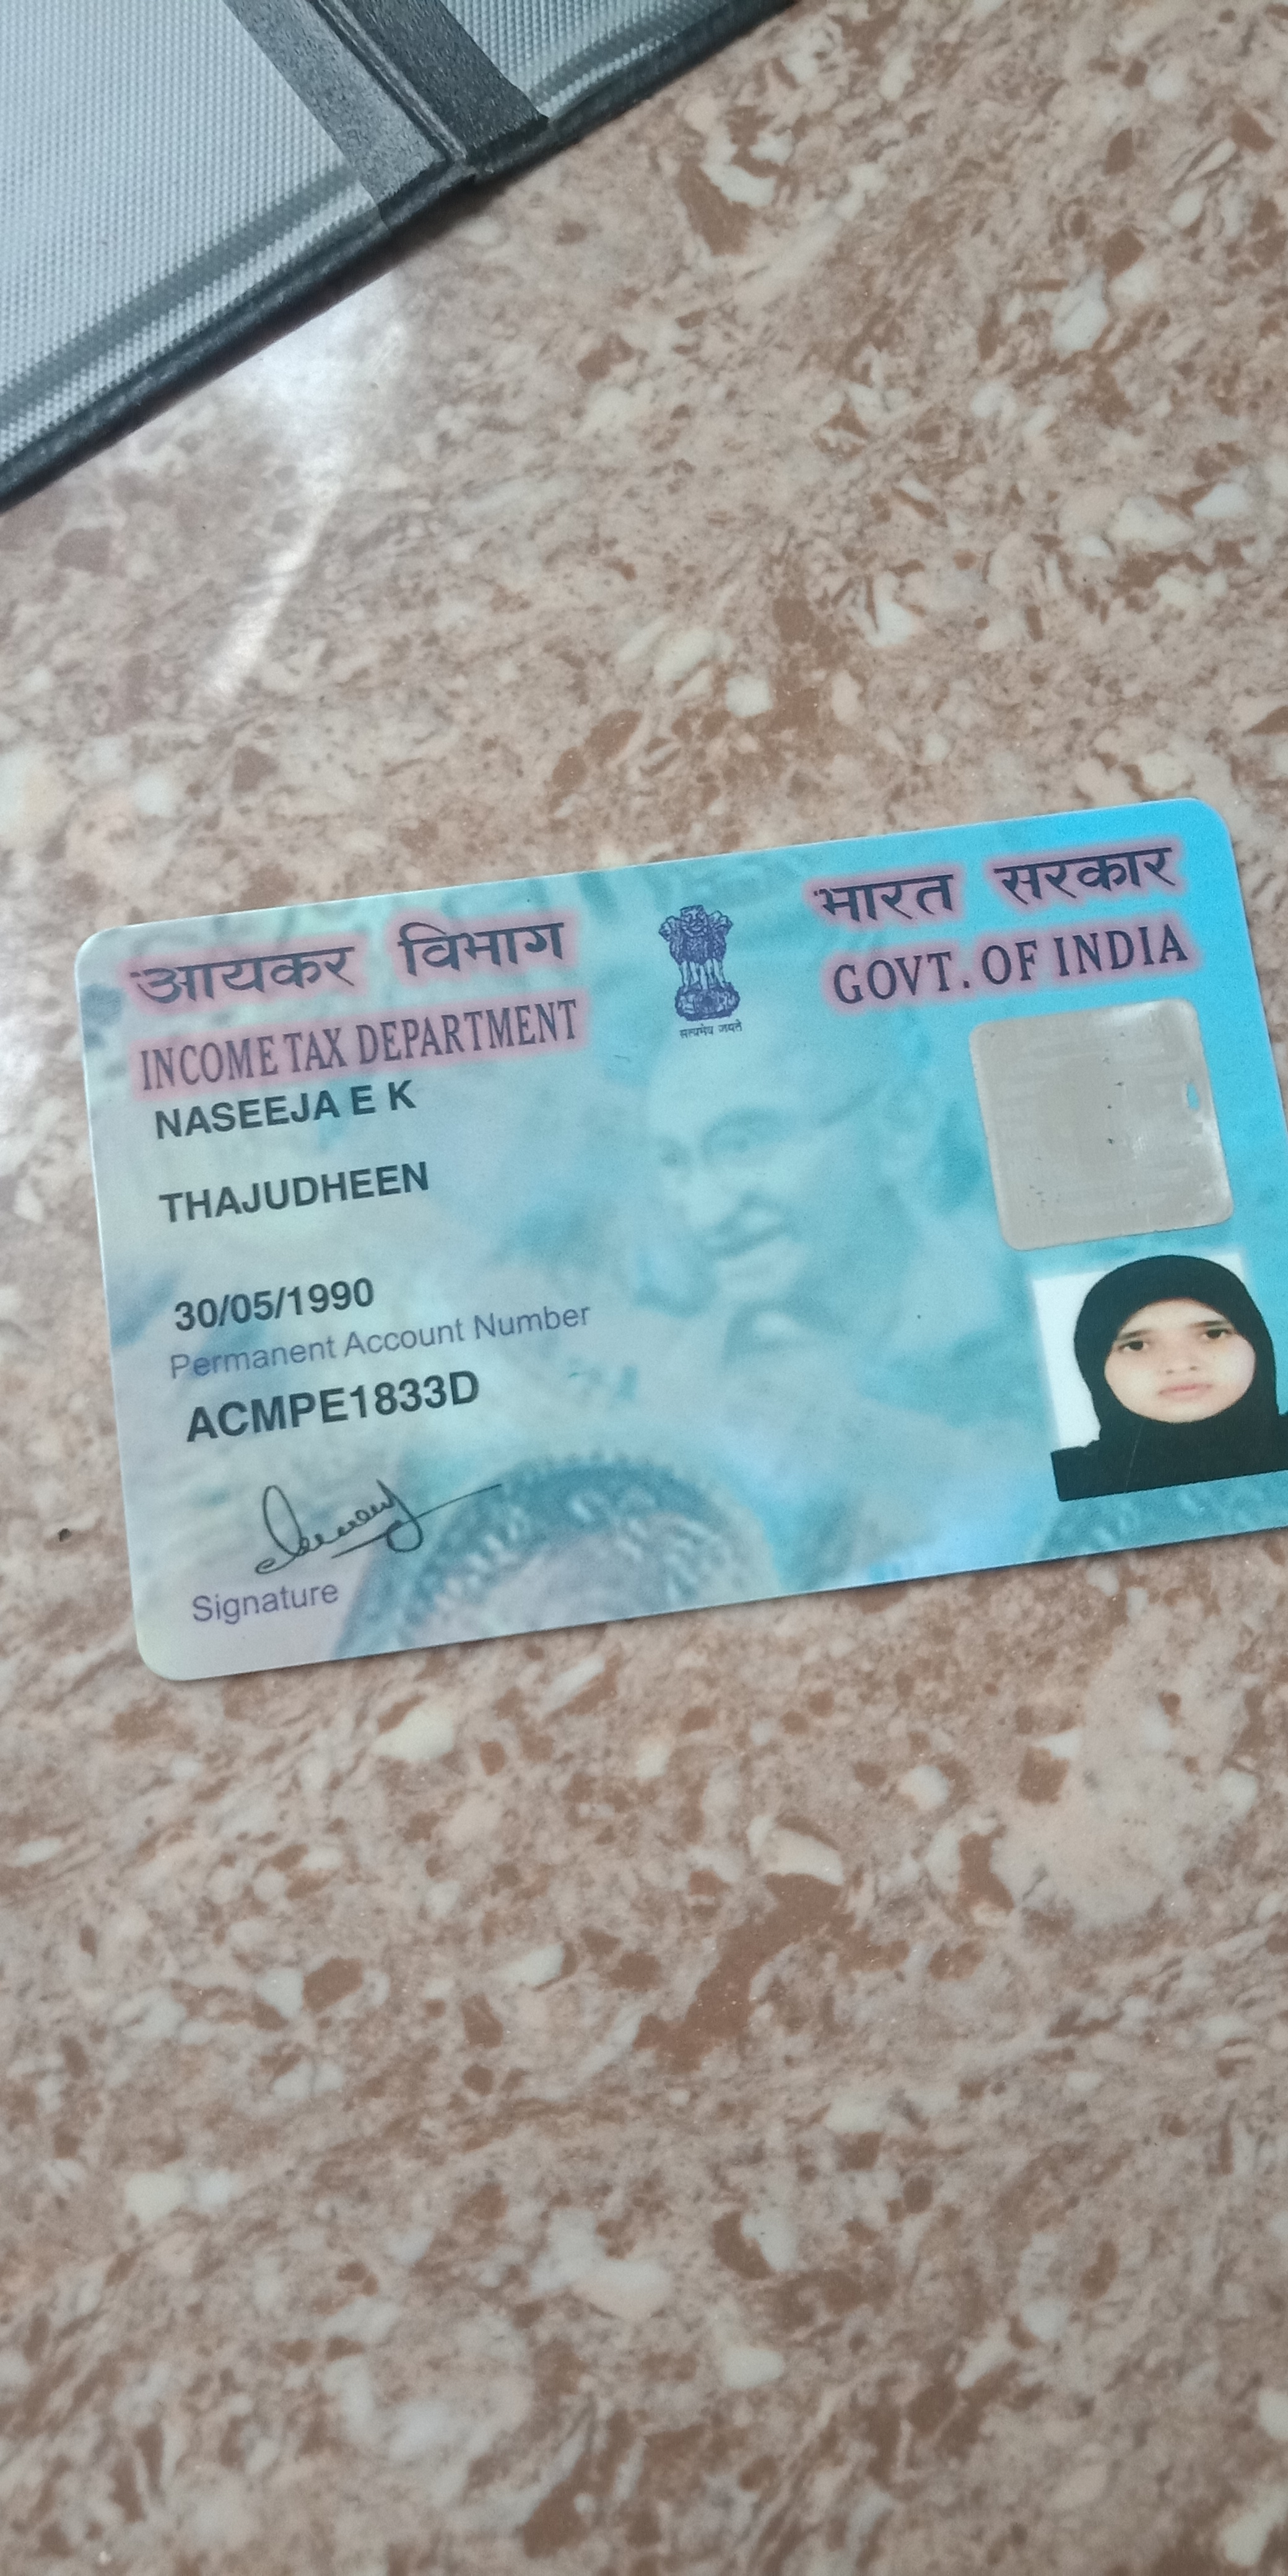 आयकर विभाग
INCOME TAX DEPARTMENT
भारत सरकार
GOVT. OF INDIA
सत्यमेव जयते
NASEEJA E K
THAJUDHEEN
30/05/1990
Permanent Account Number
ACMPE1833D
Signature